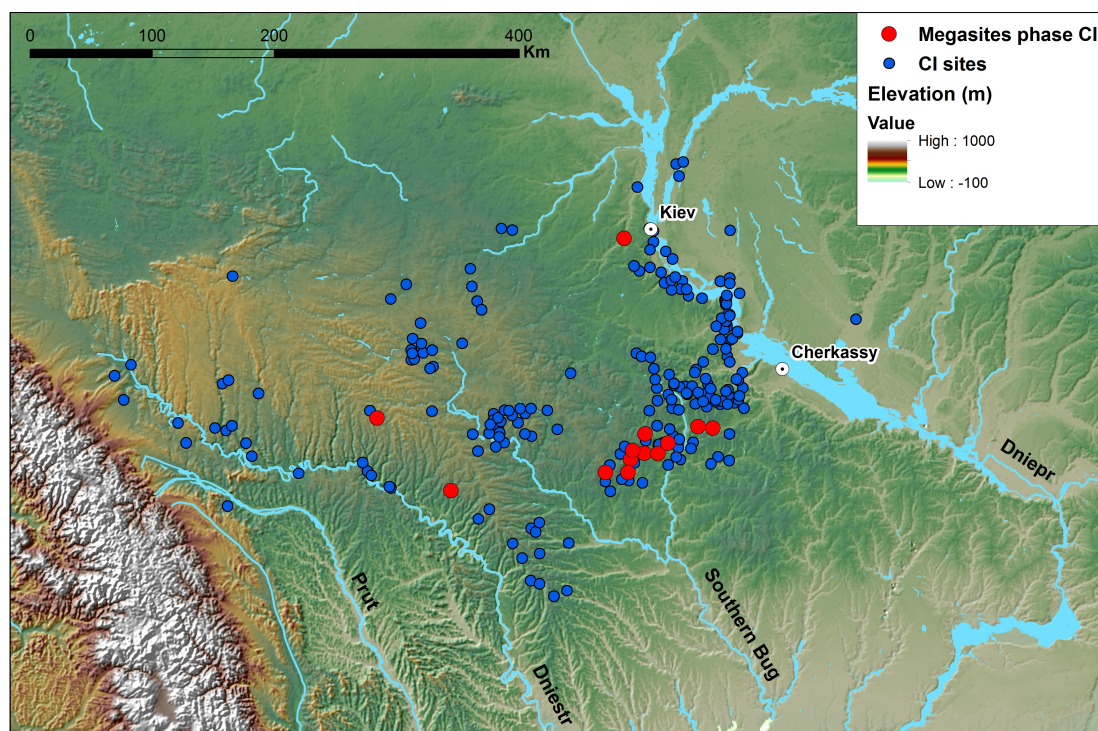 0 100 200 400
Km
Megasites phase CI
CI sites
Elevation (m)
Value
High : 1000
Low : -100
Kiev
Cherkassy
Dniepr
Prut
Dniestr
Southern Bug